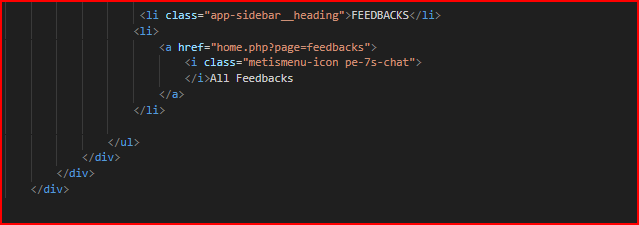 <li class="app-sidebar__heading">FEEDBACKS</li>
<li>
<a href="home.php?page=feedbacks">
<i class="metismenu-icon pe-7s-chat">
</i>All Feedbacks
</a>
</li>
</ul>
</div>
</div>
</div>